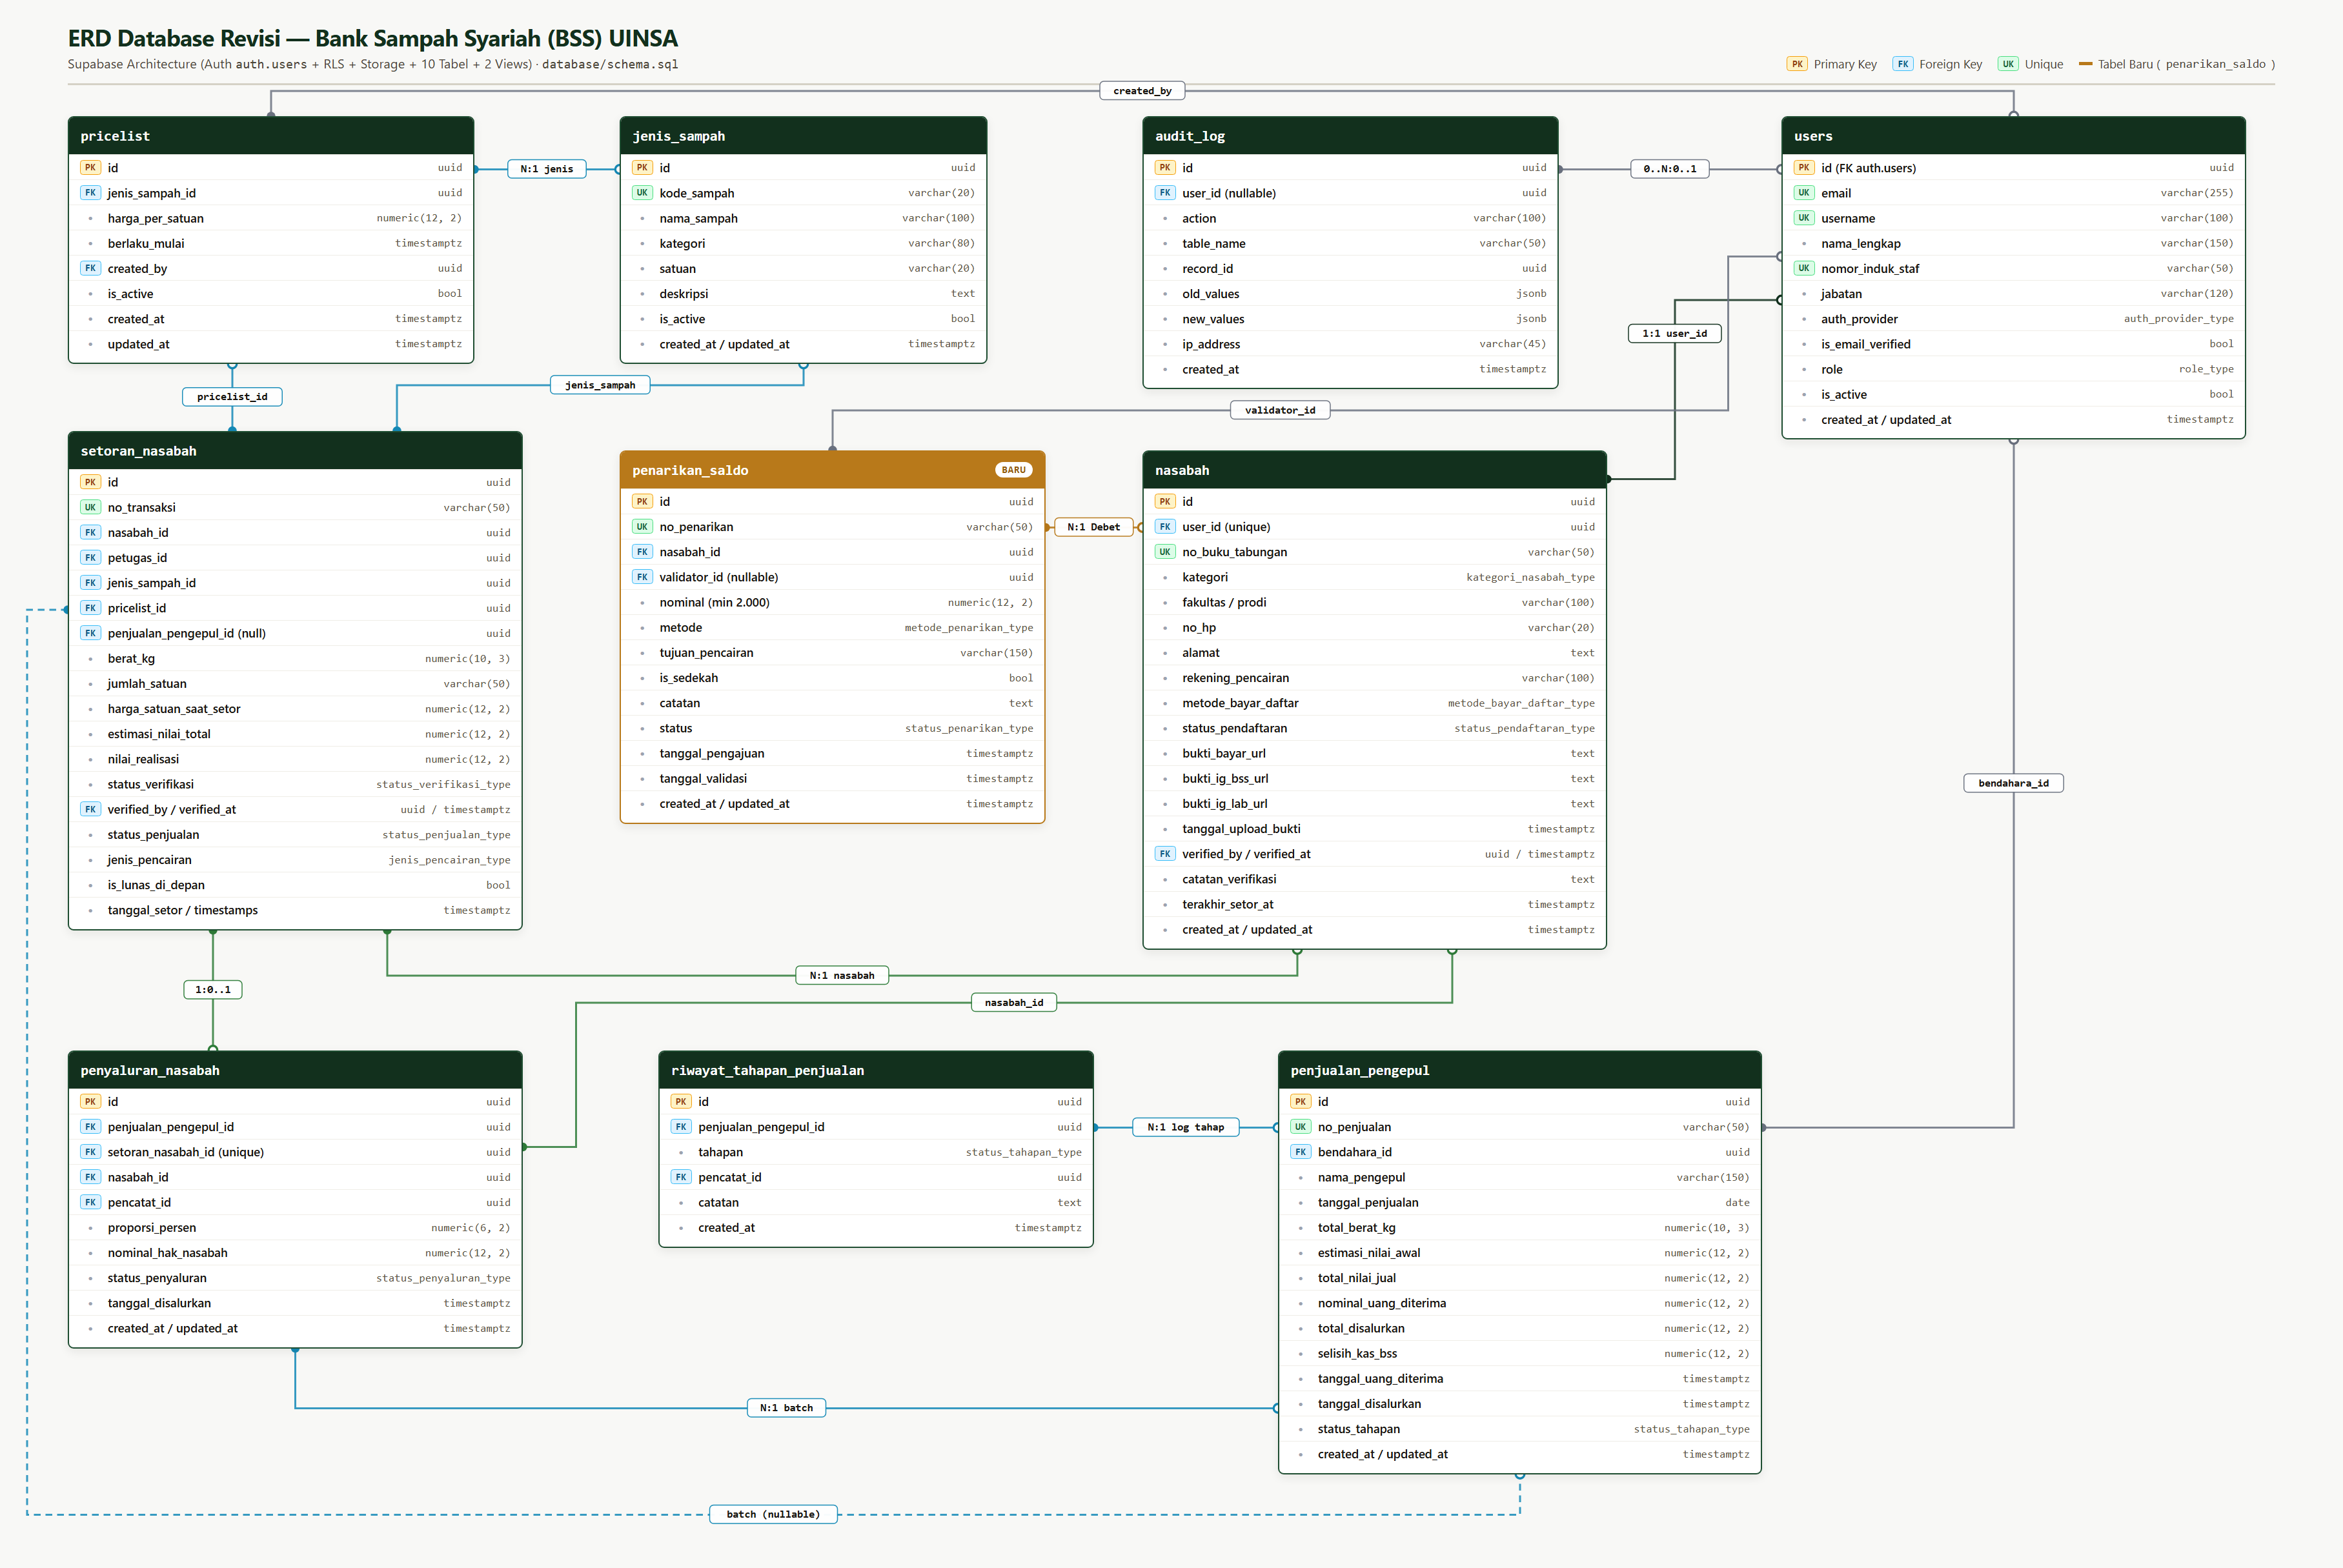 ERD Database Revisi — Bank Sampah Syariah (BSS) UINSA
Supabase Architecture (Auth auth.users + RLS + Storage + 10 Tabel + 2 Views) · database/schema.sql
PK Primary Key FK Foreign Key UK Unique Tabel Baru ( penarikan_saldo )
created_by
pricelist
PK id uuid
FK jenis_sampah_id uuid
harga_per_satuan numeric(12, 2)
berlaku_mulai timestamptz
FK created_by uuid
is_active bool
created_at timestamptz
updated_at timestamptz
N:1 jenis
jenis_sampah
PK id uuid
UK kode_sampah varchar(20)
nama_sampah varchar(100)
kategori varchar(80)
satuan varchar(20)
deskripsi text
is_active bool
created_at / updated_at timestamptz
audit_log
PK id uuid
FK user_id (nullable) uuid
action varchar(100)
table_name varchar(50)
record_id uuid
old_values jsonb
new_values jsonb
ip_address varchar(45)
created_at timestamptz
0..N:0..1
users
PK id (FK auth.users) uuid
UK email varchar(255)
UK username varchar(100)
nama_lengkap varchar(150)
UK nomor_induk_staf varchar(50)
jabatan varchar(120)
auth_provider auth_provider_type
is_email_verified bool
role role_type
is_active bool
created_at / updated_at timestamptz
1:1 user_id
pricelist_id
jenis_sampah
validator_id
setoran_nasabah
PK id uuid
UK no_transaksi varchar(50)
FK nasabah_id uuid
FK petugas_id uuid
FK jenis_sampah_id uuid
FK pricelist_id uuid
FK penjualan_pengepul_id (null) uuid
berat_kg numeric(10, 3)
jumlah_satuan varchar(50)
harga_satuan_saat_setor numeric(12, 2)
estimasi_nilai_total numeric(12, 2)
nilai_realisasi numeric(12, 2)
status_verifikasi status_verifikasi_type
FK verified_by / verified_at uuid / timestamptz
status_penjualan status_penjualan_type
jenis_pencairan jenis_pencairan_type
is_lunas_di_depan bool
tanggal_setor / timestamps timestamptz
penarikan_saldo BARU
PK id uuid
UK no_penarikan varchar(50)
FK nasabah_id uuid
FK validator_id (nullable) uuid
nominal (min 2.000) numeric(12, 2)
metode metode_penarikan_type
tujuan_pencairan varchar(150)
is_sedekah bool
catatan text
status status_penarikan_type
tanggal_pengajuan timestamptz
tanggal_validasi timestamptz
created_at / updated_at timestamptz
N:1 Debet
nasabah
PK id uuid
FK user_id (unique) uuid
UK no_buku_tabungan varchar(50)
kategori kategori_nasabah_type
fakultas / prodi varchar(100)
no_hp varchar(20)
alamat text
rekening_pencairan varchar(100)
metode_bayar_daftar metode_bayar_daftar_type
status_pendaftaran status_pendaftaran_type
bukti_bayar_url text
bukti_ig_bss_url text
bukti_ig_lab_url text
tanggal_upload_bukti timestamptz
FK verified_by / verified_at uuid / timestamptz
catatan_verifikasi text
terakhir_setor_at timestamptz
created_at / updated_at timestamptz
bendahara_id
N:1 nasabah
1:0..1
nasabah_id
penyaluran_nasabah
PK id uuid
FK penjualan_pengepul_id uuid
FK setoran_nasabah_id (unique) uuid
FK nasabah_id uuid
FK pencatat_id uuid
proporsi_persen numeric(6, 2)
nominal_hak_nasabah numeric(12, 2)
status_penyaluran status_penyaluran_type
tanggal_disalurkan timestamptz
created_at / updated_at timestamptz
riwayat_tahapan_penjualan
PK id uuid
FK penjualan_pengepul_id uuid
tahapan status_tahapan_type
FK pencatat_id uuid
catatan text
created_at timestamptz
N:1 log tahap
penjualan_pengepul
PK id uuid
UK no_penjualan varchar(50)
FK bendahara_id uuid
nama_pengepul varchar(150)
tanggal_penjualan date
total_berat_kg numeric(10, 3)
estimasi_nilai_awal numeric(12, 2)
total_nilai_jual numeric(12, 2)
nominal_uang_diterima numeric(12, 2)
total_disalurkan numeric(12, 2)
selisih_kas_bss numeric(12, 2)
tanggal_uang_diterima timestamptz
tanggal_disalurkan timestamptz
status_tahapan status_tahapan_type
created_at / updated_at timestamptz
N:1 batch
batch (nullable)